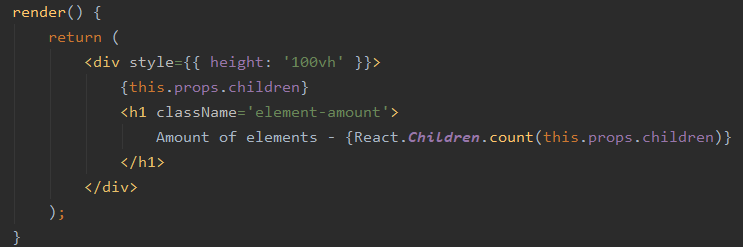 render() {
    return (
        <div style={{ height: '100vh' }}>
            {this.props.children}
            <h1 className='element-amount'>
                Amount of elements - {React.Children.count(this.props.children)}
            </h1>
        </div>
    );
}